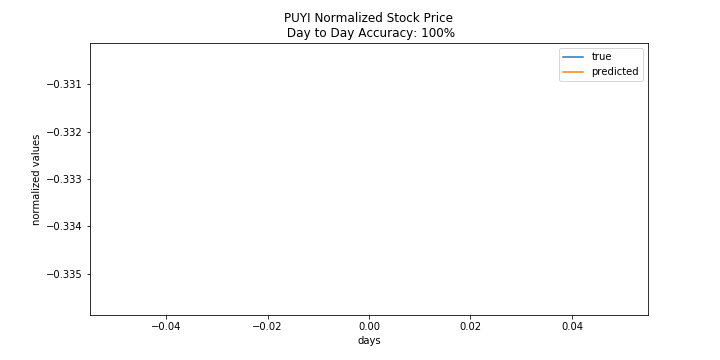 PUYI Normalized Stock Price
Day to Day Accuracy: 100%
true
predicted
normalized values
−0.331
−0.332
−0.333
−0.334
−0.335
−0.04
−0.02
0.00
0.02
0.04
days